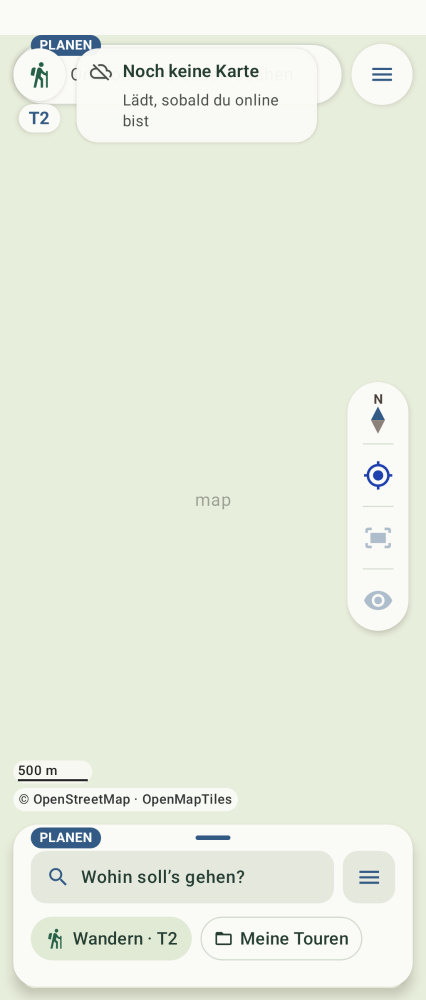 PLANEN
Noch keine Karte
Lädt, sobald du online
bist
T2
N
map
500 m
© OpenStreetMap · OpenMapTiles
PLANEN
Wohin soll’s gehen?
Wandern · T2
Meine Touren